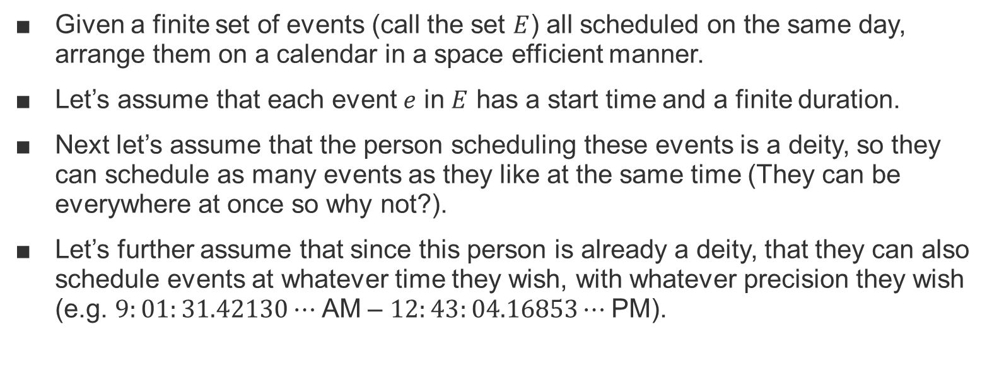 ■ Given a finite set of events (call the set E) all scheduled on the same day,
arrange them on a calendar in a space efficient manner.
■ Let’s assume that each event e in E has a start time and a finite duration.
■ Next let’s assume that the person scheduling these events is a deity, so they
can schedule as many events as they like at the same time (They can be
everywhere at once so why not?).
■ Let’s further assume that since this person is already a deity, that they can also
schedule events at whatever time they wish, with whatever precision they wish
(e.g. 9: 01: 31.42130 ⋯ AM – 12: 43: 04.16853 ⋯ PM).